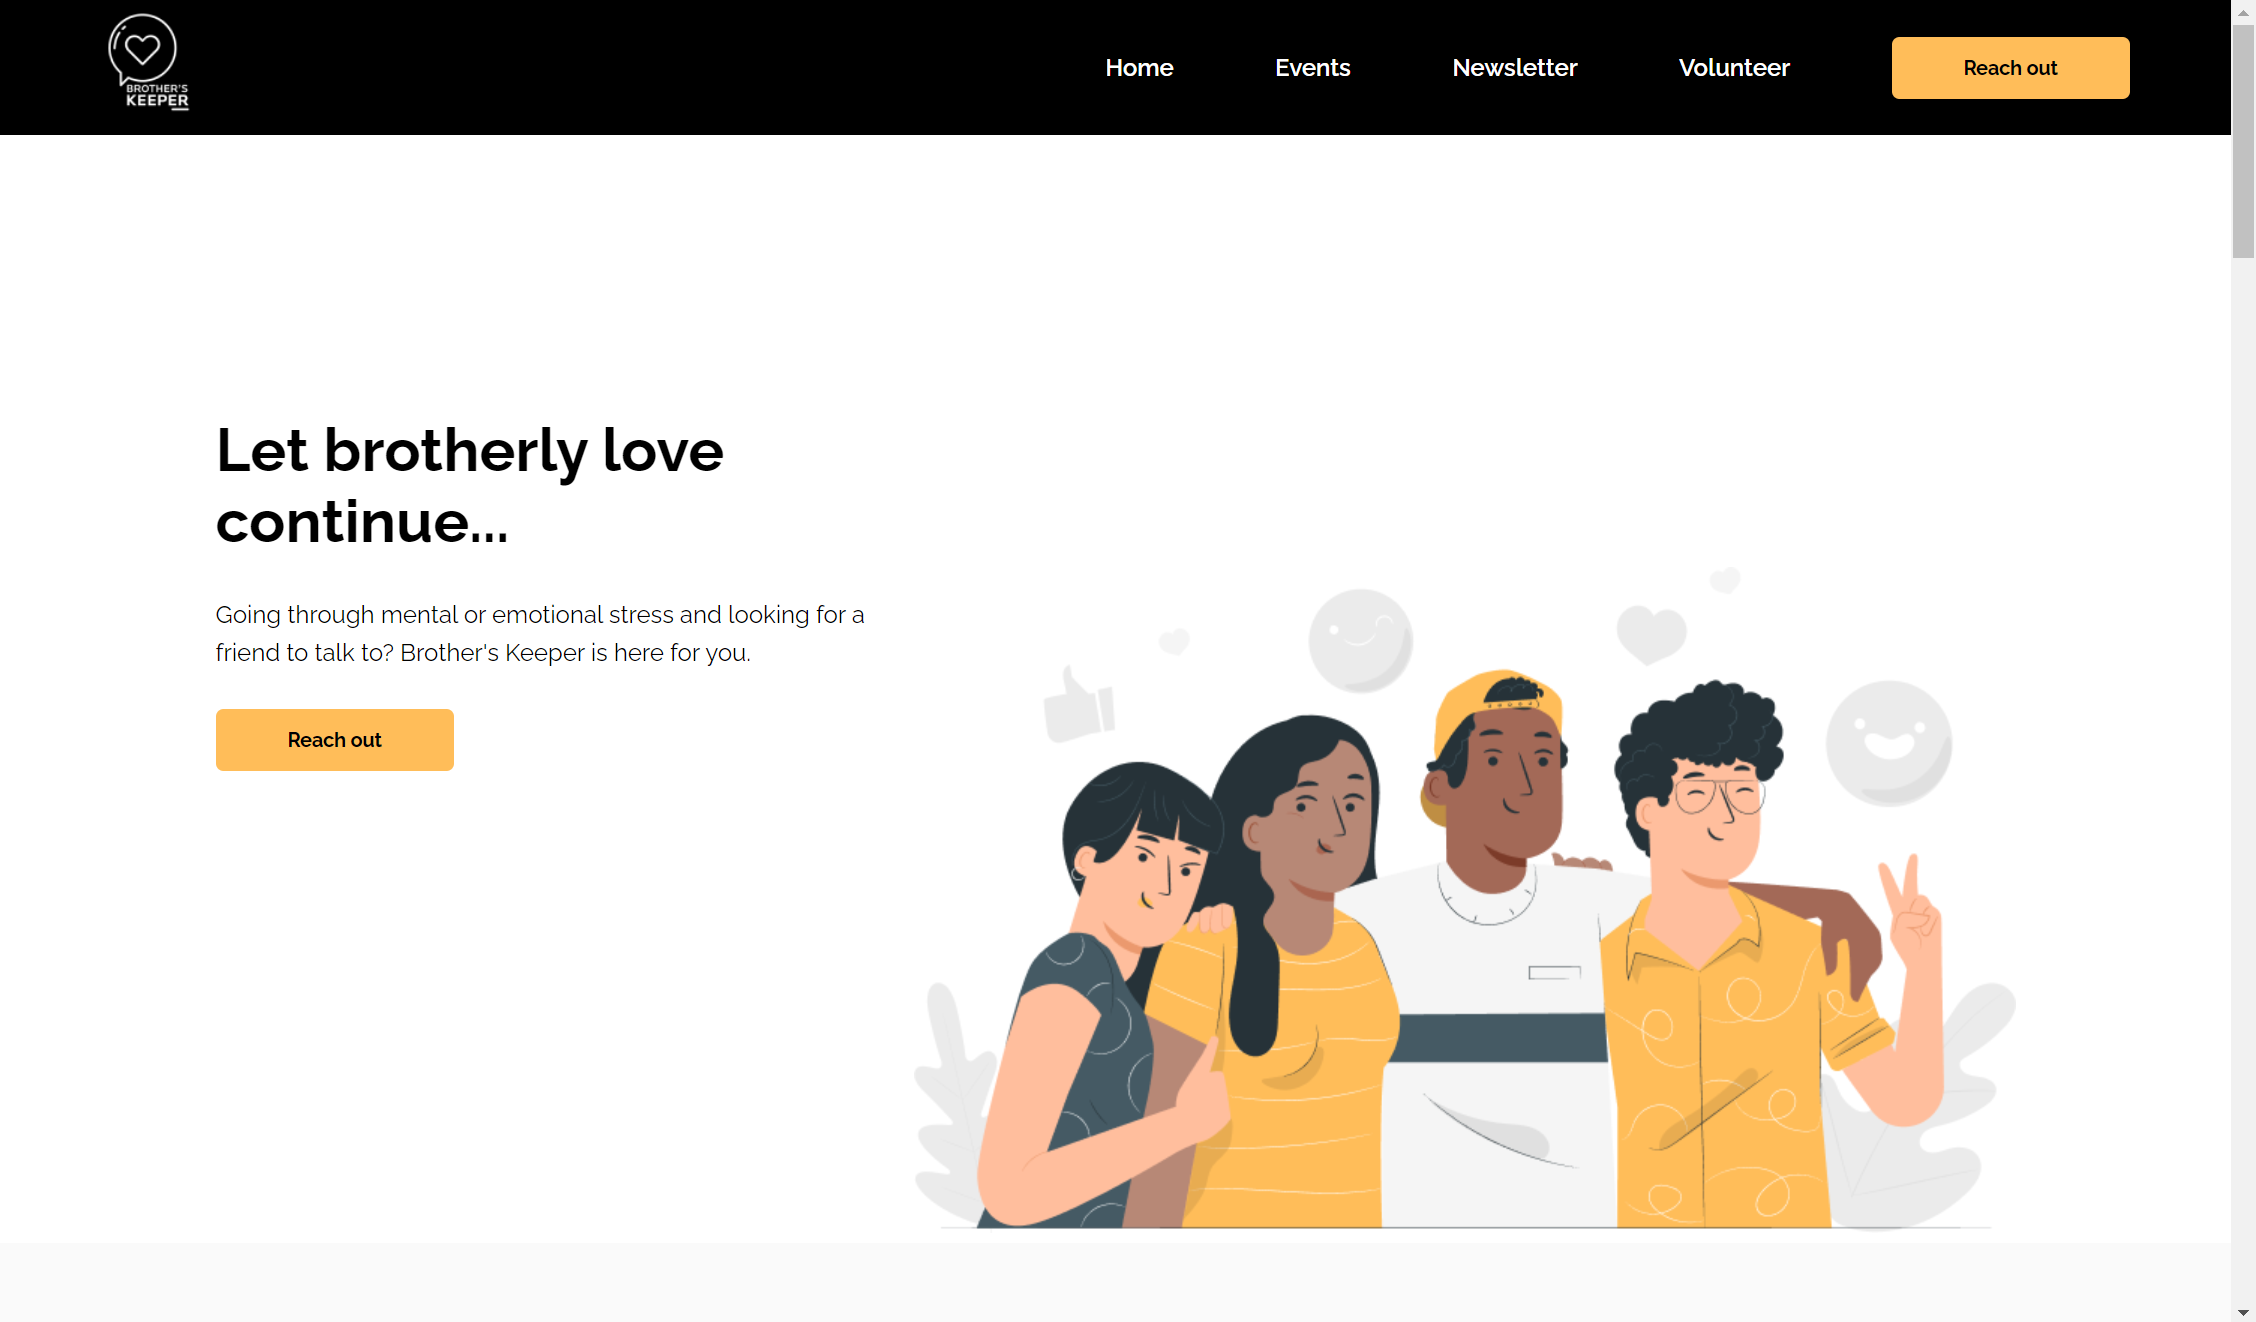 BROTHER'S
KEEPER
Home Events Newsletter Volunteer Reach out
Let brotherly love
continue...
Going through mental or emotional stress and looking for a
friend to talk to? Brother's Keeper is here for you.
Reach out